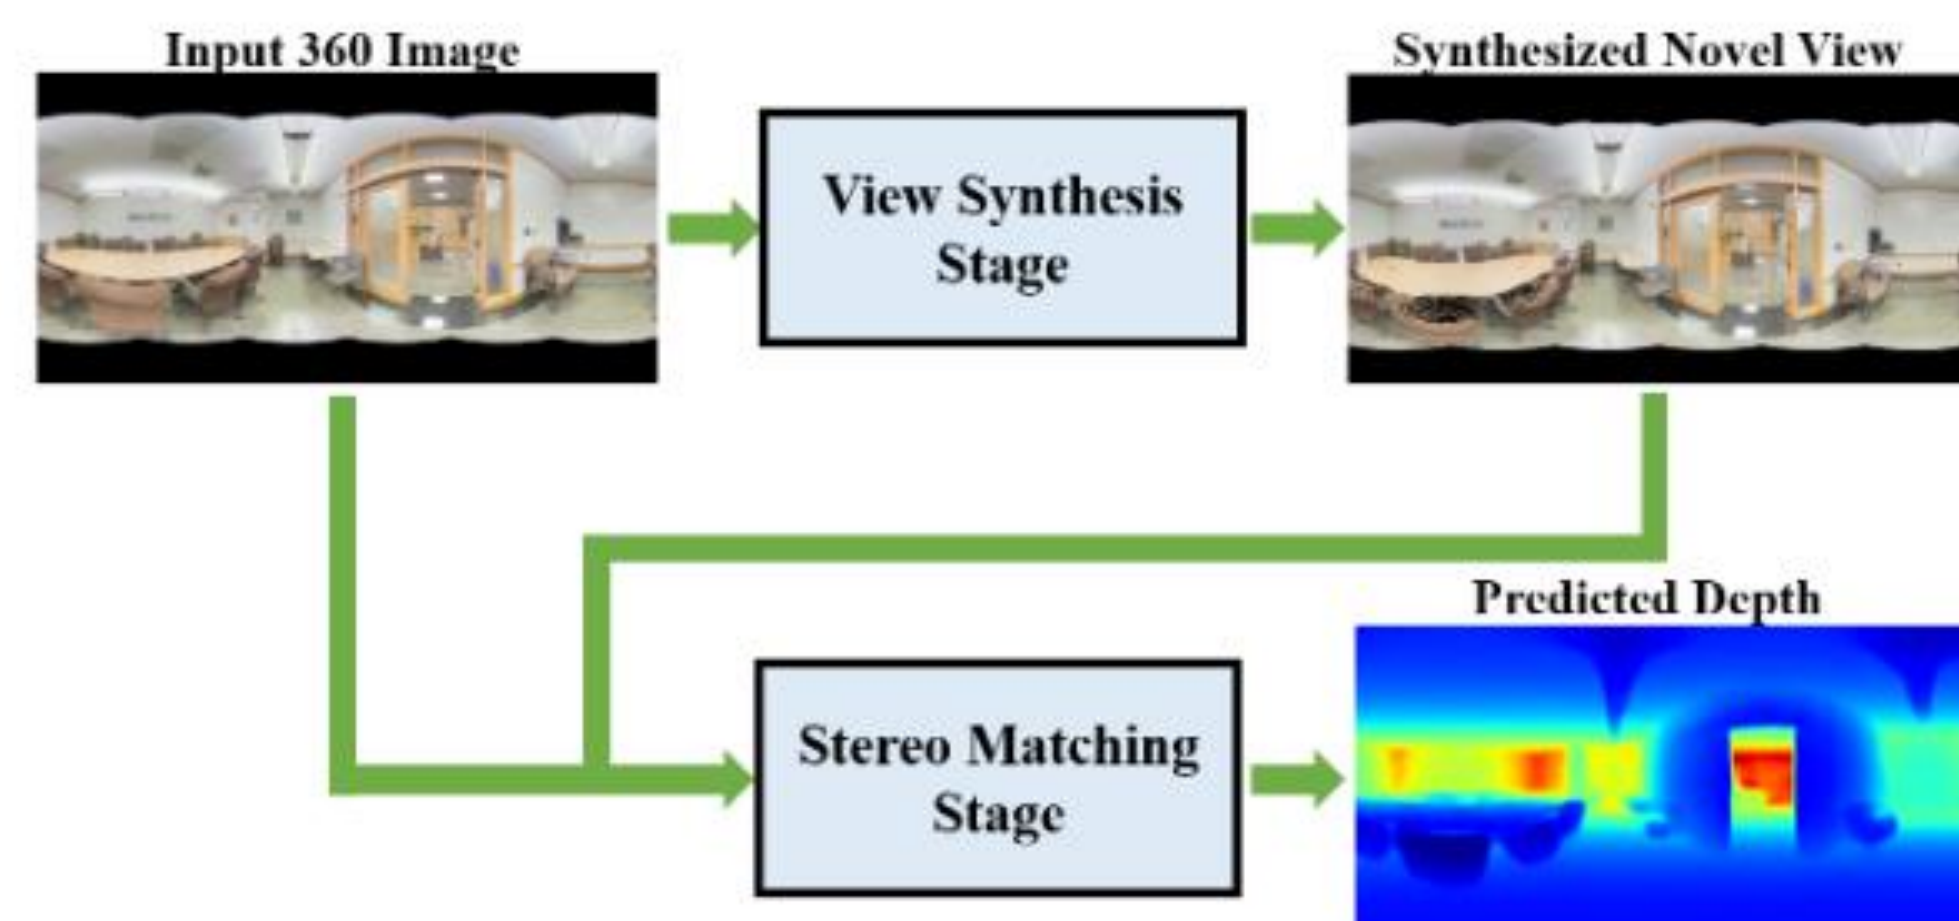 Input 360 Image
Synthesized Novel View
View Synthesis
Stage
Predicted Depth
Stereo Matching
Stage